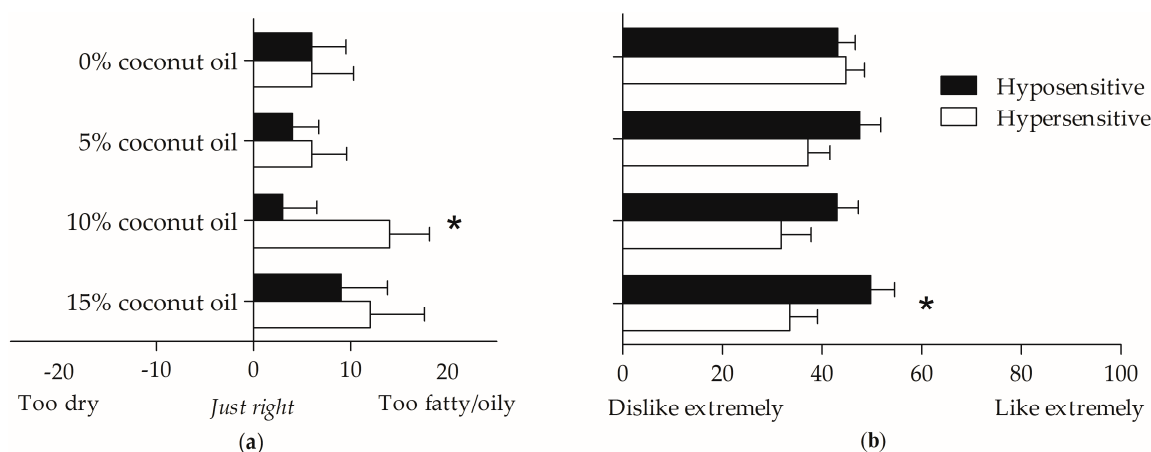 0% coconut oil
5% coconut oil
10% coconut oil
*
15% coconut oil
-20 -10 0 10 20
Too dry Just right Too fatty/oily
(a)
Hyposensitive
Hypersensitive
*
0 20 40 60 80 100
Dislike extremely Like extremely
(b)